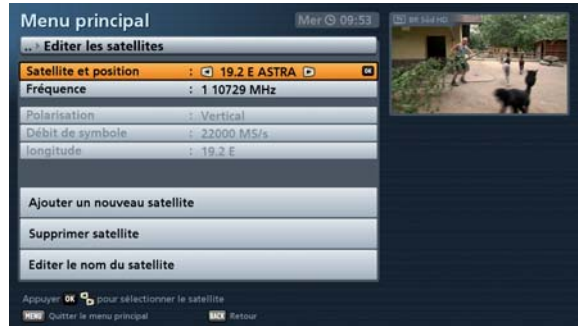 Menu principal
Mer 09:53
.. Editer les satellites
Satellite et position : 19.2 E ASTRA OK
Fréquence : 1 10729 MHz
Polarisation : Vertical
Débit de symbole : 22000 MS/s
longitude : 19.2 E
Ajouter un nouveau satellite
Supprimer satellite
Editer le nom du satellite
Appuyer OK pour sélectionner le satellite
MENU Quitter le menu principal BACK Retour
TV BR Süd HD